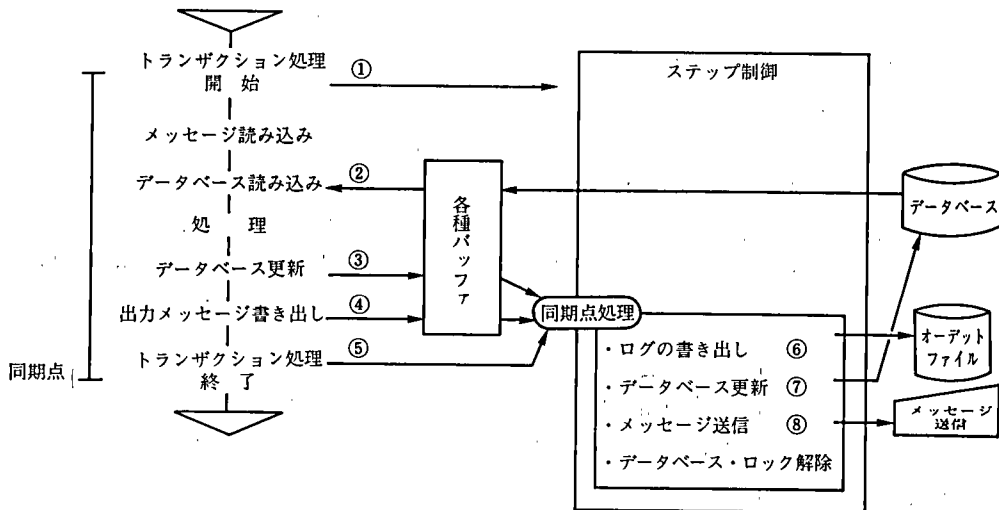 トランザクション処理
開始
①
ステップ制御
メッセージ読み込み
データベース読み込み
②
各種バッファ
データベース
処理
データベース更新
③
出力メッセージ書き出し
④
同期点処理
トランザクション処理
終了
⑤
同期点
・ログの書き出し ⑥
オーデット
ファイル
・データベース更新 ⑦
・メッセージ送信 ⑧
メッセージ
送信
・データベース・ロック解除